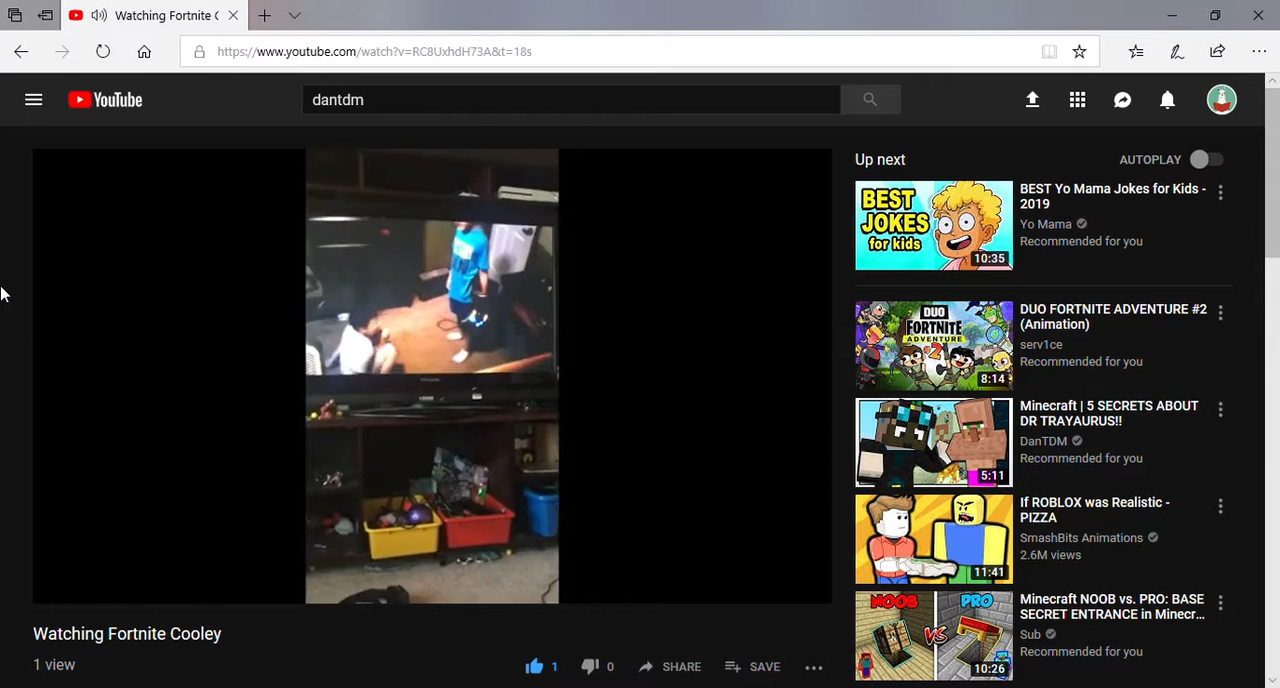 Watching Fortnite C
https://www.youtube.com/watch?v=RC8UxhdH73A&t=18s
YouTube
dantdm
Watching Fortnite Cooley
1 view
1
0
SHARE
SAVE
Up next
AUTOPLAY
BEST
JOKES
for kids
10:35
BEST Yo Mama Jokes for Kids -
2019
Yo Mama
Recommended for you
DUO
FORTNITE
ADVENTURE
2
8:14
DUO FORTNITE ADVENTURE #2
(Animation)
serv1ce
Recommended for you
5:11
Minecraft | 5 SECRETS ABOUT
DR TRAYAURUS!!
DanTDM
Recommended for you
11:41
If ROBLOX was Realistic -
PIZZA
SmashBits Animations
2.6M views
NOOB
PRO
VS
10:26
Minecraft NOOB vs. PRO: BASE
SECRET ENTRANCE in Minecr...
Sub
Recommended for you